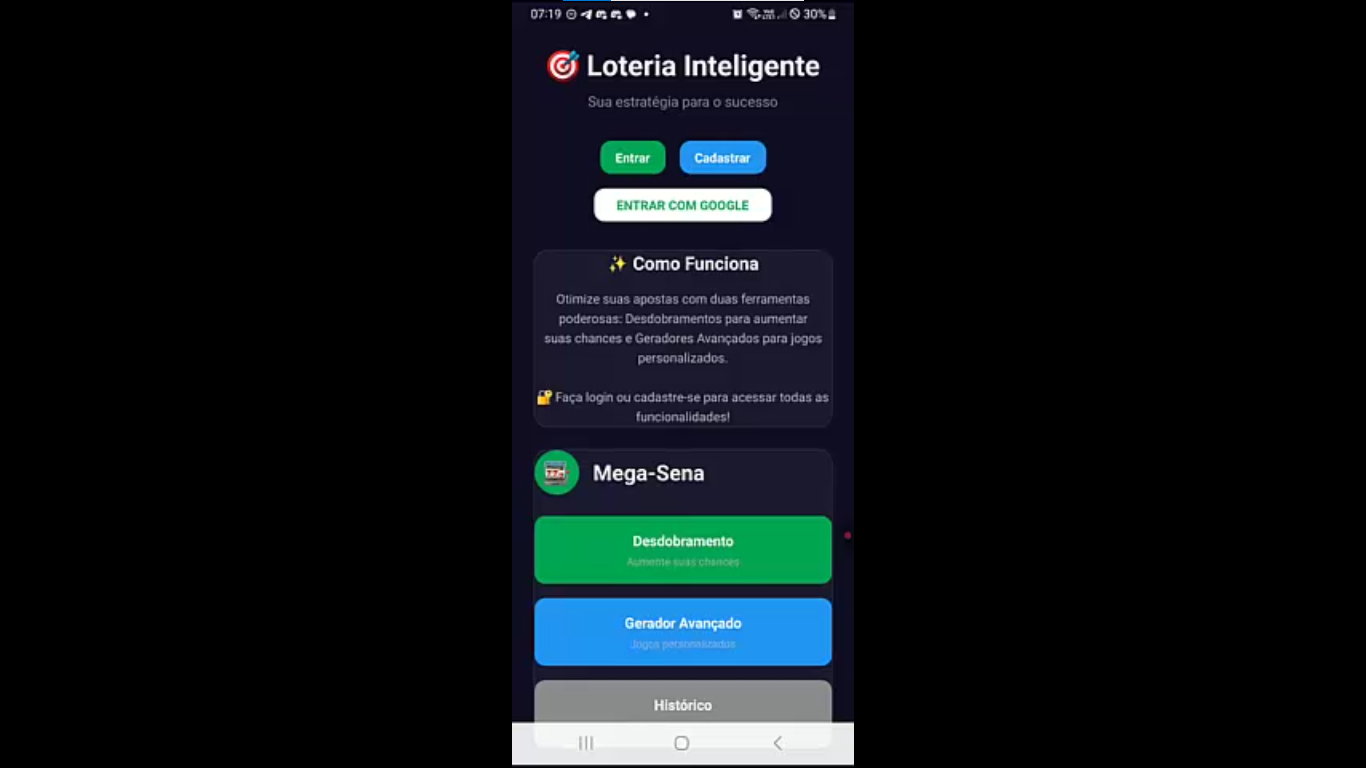 07:19
30%
Loteria Inteligente
Sua estratégia para o sucesso
Entrar
Cadastrar
ENTRAR COM GOOGLE
Como Funciona
Otimize suas apostas com duas ferramentas
poderosas: Desdobramentos para aumentar
suas chances e Geradores Avançados para jogos
personalizados.
Faça login ou cadastre-se para acessar todas as
funcionalidades!
Mega-Sena
Desdobramento
Aumente suas chances
Gerador Avançado
Jogos personalizados
Histórico